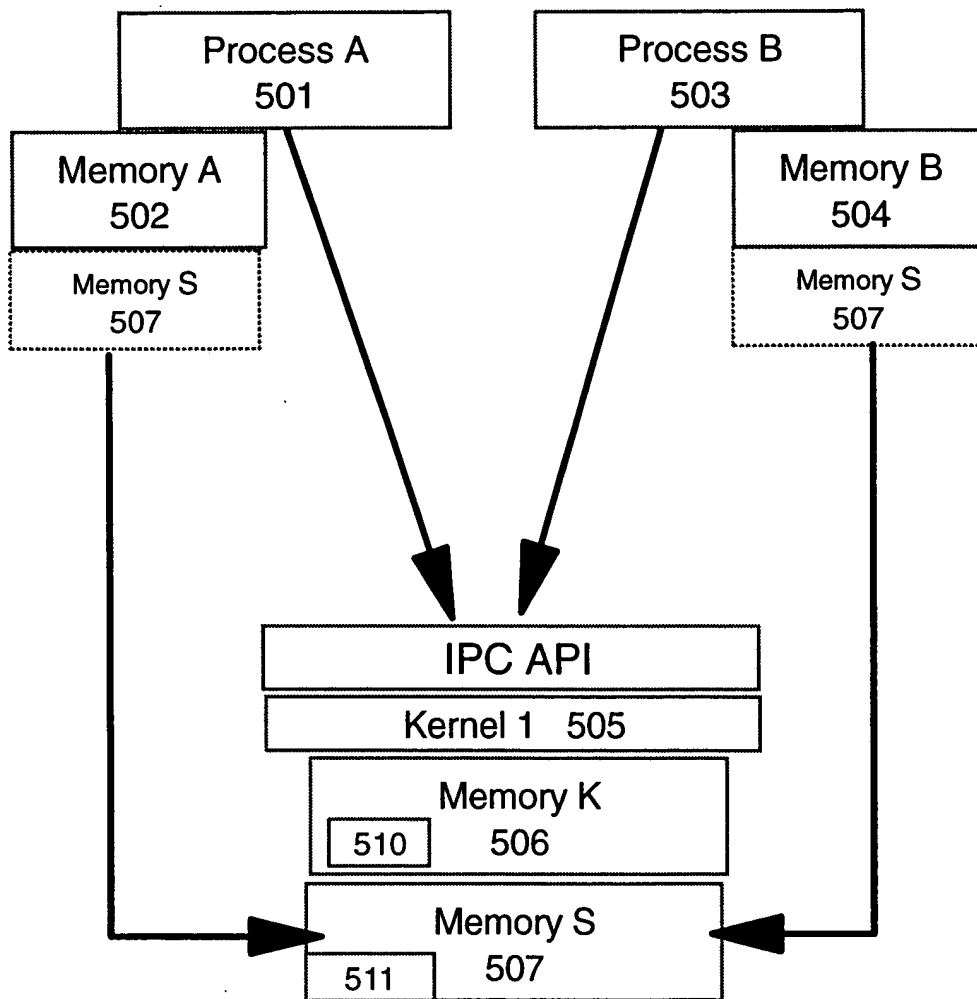 Process A
501
Process B
503
Memory A
502
Memory B
504
Memory S
507
Memory S
507
IPC API
Kernel 1 505
Memory K
510 506
Memory S
507
511